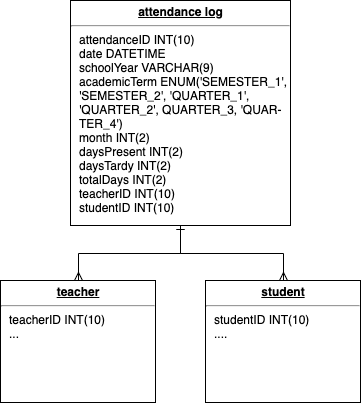 attendance log
attendanceID INT(10)
date DATETIME
schoolYear VARCHAR(9)
academicTerm ENUM('SEMESTER_1',
'SEMESTER_2', 'QUARTER_1',
'QUARTER_2', QUARTER_3, 'QUAR-
TER_4')
month INT(2)
daysPresent INT(2)
daysTardy INT(2)
totalDays INT(2)
teacherID INT(10)
studentID INT(10)
teacher
teacherID INT(10)
...
student
studentID INT(10)
....